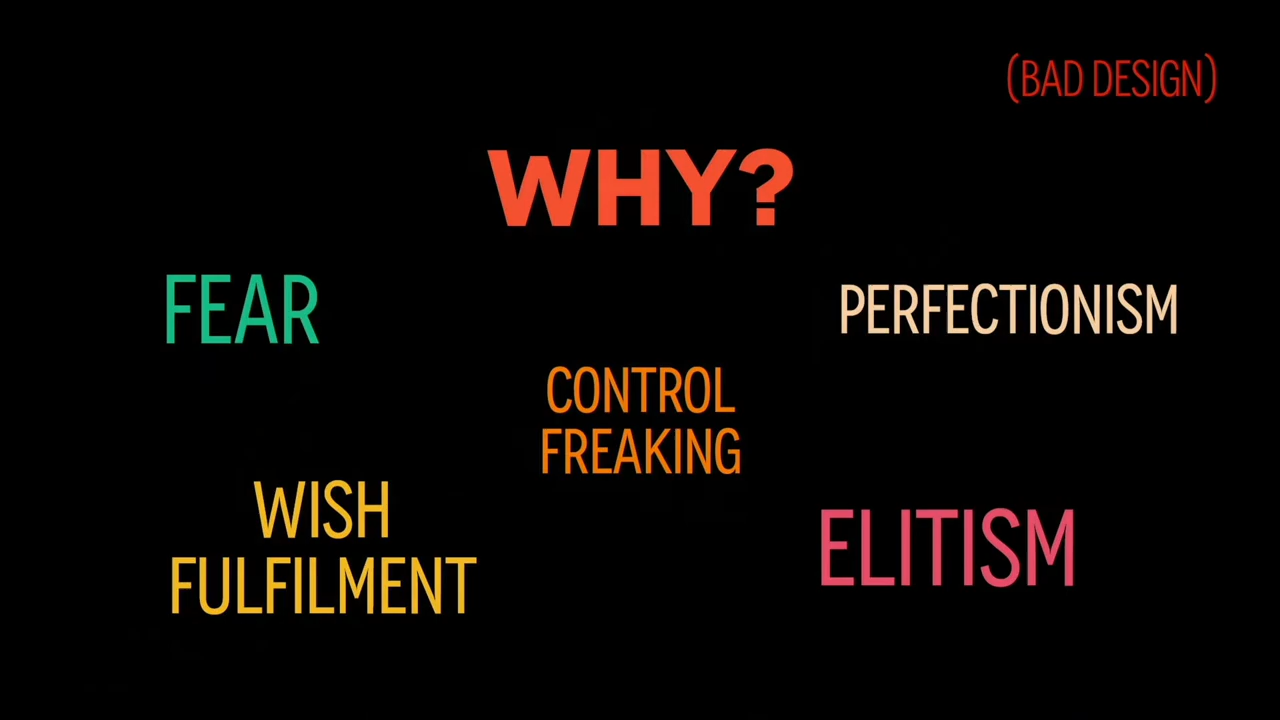 (BAD DESIGN)
WHY?
FEAR
PERFECTIONISM
CONTROL
FREAKING
WISH
FULFILMENT
ELITISM